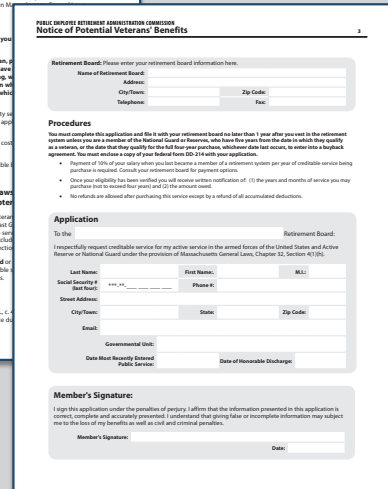 PUBLIC EMPLOYEE RETIREMENT ADMINISTRATION COMMISSION
Notice of Potential Veterans' Benefits 3
Retirement Board: Please enter your retirement board information here.
Name of Retirement Board:
Address:
City/Town: Zip Code:
Telephone: Fax:
Procedures
You must complete this application and file it with your retirement board no later than 1 year after you vest in the retirement
system unless you are a member of the National Guard or Reserves, who have five years from the date in which they qualify
as a veteran, or the date that they qualify for the full four-year purchase, whichever date last occurs, to enter into a buyback
agreement. You must enclose a copy of your federal form DD-214 with your application.
• Payment of 10% of your salary when you last became a member of a retirement system per year of creditable service being
purchase is required. Consult your retirement board for payment options.
• Once your eligibility has been verified you will receive written notification of: (1) the years and months of service you may
purchase (not to exceed four years) and (2) the amount owed.
• No refunds are allowed after purchasing this service except by a refund of all accumulated deductions.
Application
To the Retirement Board:
I respectfully request creditable service for my active service in the armed forces of the United States and Active
Reserve or National Guard under the provision of Massachusetts General Laws, Chapter 32, Section 4(1)(h).
Last Name: First Name: M.I.:
Social Security #
(last four): ***-**-____ ____ ____ ____ Phone #:
Street Address:
City/Town: State: Zip Code:
Email:
Governmental Unit:
Date Most Recently Entered
Public Service: Date of Honorable Discharge:
Member's Signature:
I sign this application under the penalties of perjury. I affirm that the information presented in this application is
correct, complete and accurately presented. I understand that giving false or incomplete information may subject
me to the loss of my benefits as well as civil and criminal penalties.
Member's Signature:
Date: